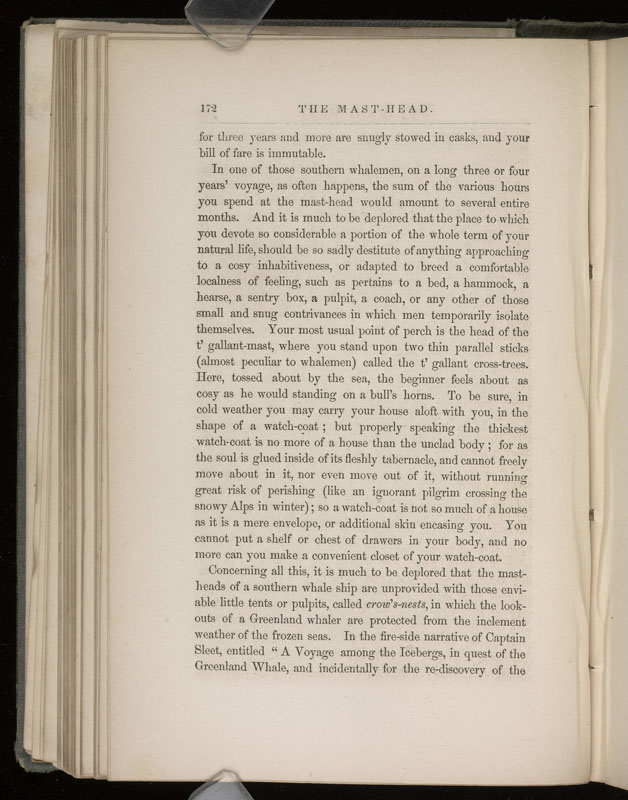 172 THE MAST-HEAD.
for three years and more are snugly stowed in casks, and your
bill of fare is immutable.
In one of those southern whalemen, on a long three or four
years' voyage, as often happens, the sum of the various hours
you spend at the mast-head would amount to several entire
months. And it is much to be deplored that the place to which
you devote so considerable a portion of the whole term of your
natural life, should be so sadly destitute of anything approaching
to a cosy inhabitiveness, or adapted to breed a comfortable
localness of feeling, such as pertains to a bed, a hammock, a
hearse, a sentry box, a pulpit, a coach, or any other of those
small and snug contrivances in which men temporarily isolate
themselves. Your most usual point of perch is the head of the
t' gallant-mast, where you stand upon two thin parallel sticks
(almost peculiar to whalemen) called the t' gallant cross-trees.
Here, tossed about by the sea, the beginner feels about as
cosy as he would standing on a bull's horns. To be sure, in
cold weather you may carry your house aloft with you, in the
shape of a watch-coat ; but properly speaking the thickest
watch-coat is no more of a house than the unclad body ; for as
the soul is glued inside of its fleshly tabernacle, and cannot freely
move about in it, nor even move out of it, without running
great risk of perishing (like an ignorant pilgrim crossing the
snowy Alps in winter) ; so a watch-coat is not so much of a house
as it is a mere envelope, or additional skin encasing you. You
cannot put a shelf or chest of drawers in your body, and no
more can you make a convenient closet of your watch-coat.
Concerning all this, it is much to be deplored that the mast-
heads of a southern whale ship are unprovided with those envi-
able little tents or pulpits, called crow's-nests, in which the look-
outs of a Greenland whaler are protected from the inclement
weather of the frozen seas. In the fire-side narrative of Captain
Sleet, entitled " A Voyage among the Icebergs, in quest of the
Greenland Whale, and incidentally for the re-discovery of the